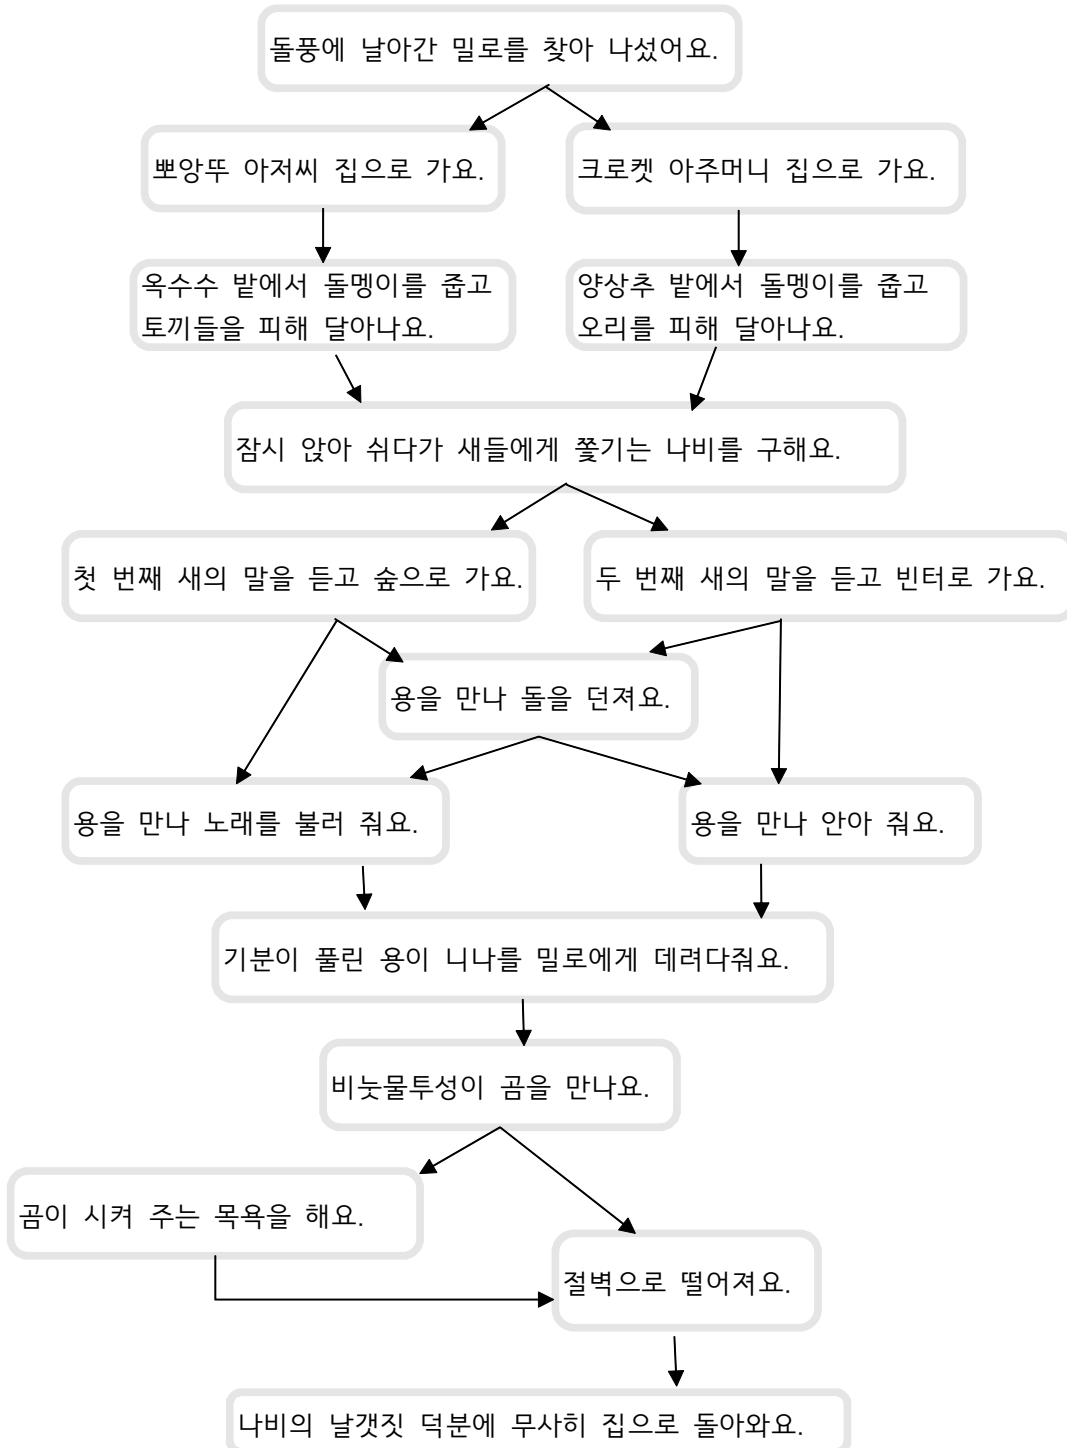 돌풍에 날아간 밀로를 찾아 나섰어요.
뽀앙뚜 아저씨 집으로 가요.
크로켓 아주머니 집으로 가요.
옥수수 밭에서 돌멩이를 줍고
토끼들을 피해 달아나요.
양상추 밭에서 돌멩이를 줍고
오리를 피해 달아나요.
잠시 앉아 쉬다가 새들에게 쫓기는 나비를 구해요.
첫 번째 새의 말을 듣고 숲으로 가요.
두 번째 새의 말을 듣고 빈터로 가요.
용을 만나 돌을 던져요.
용을 만나 노래를 불러 줘요.
용을 만나 안아 줘요.
기분이 풀린 용이 니나를 밀로에게 데려다줘요.
비눗물투성이 곰을 만나요.
곰이 시켜 주는 목욕을 해요.
절벽으로 떨어져요.
나비의 날갯짓 덕분에 무사히 집으로 돌아와요.